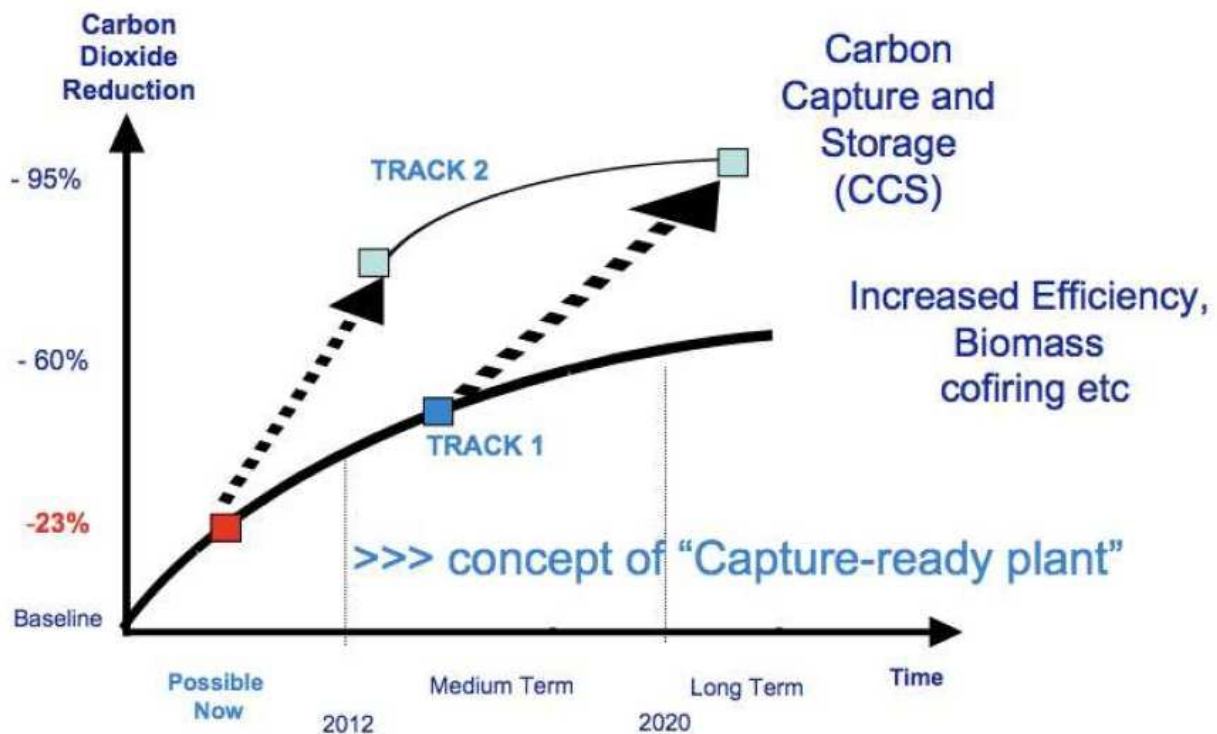 Carbon
Dioxide
Reduction
Carbon
Capture and
Storage
(CCS)
TRACK 2
- 95%
Increased Efficiency,
Biomass
cofiring etc
- 60%
TRACK 1
-23%
>>> concept of “Capture-ready plant”
Baseline
Possible
Now
Medium Term
Long Term
Time
2012
2020